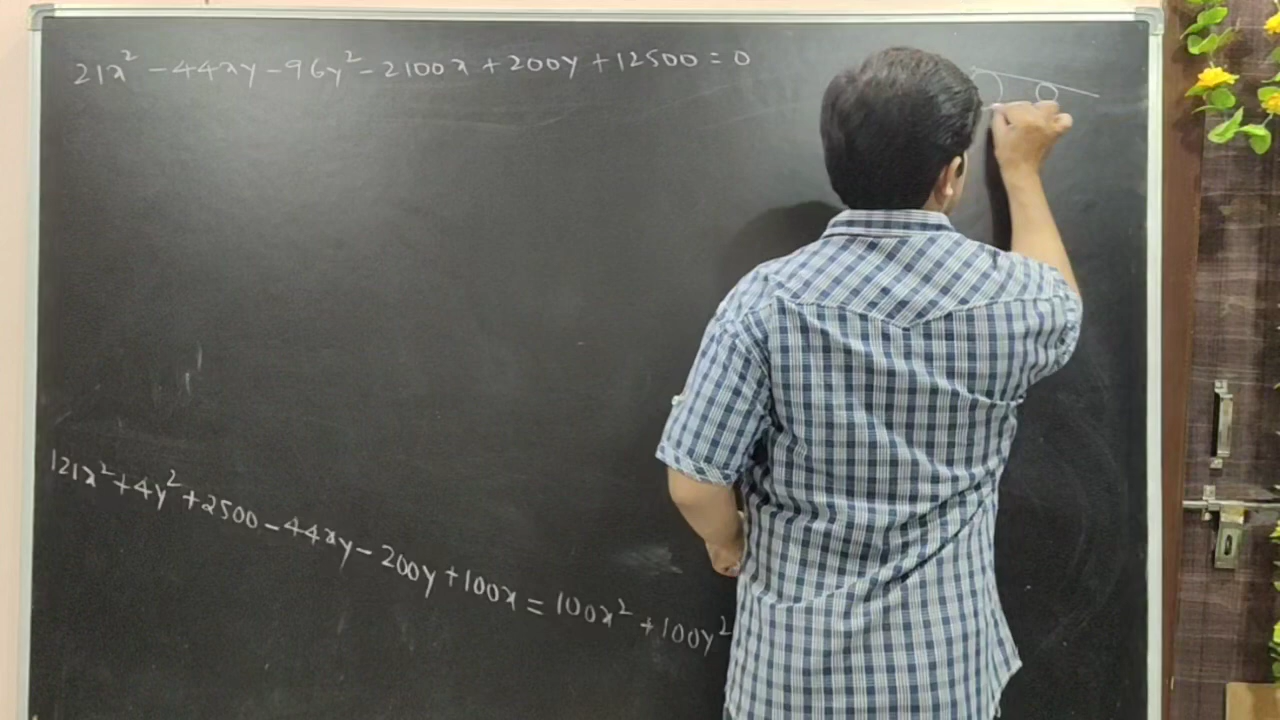 21x² - 44xy - 96y² - 2100x + 200y + 12500 = 0
121x² + 4y² + 2500 - 44xy - 200y + 100x = 100x² + 100y²